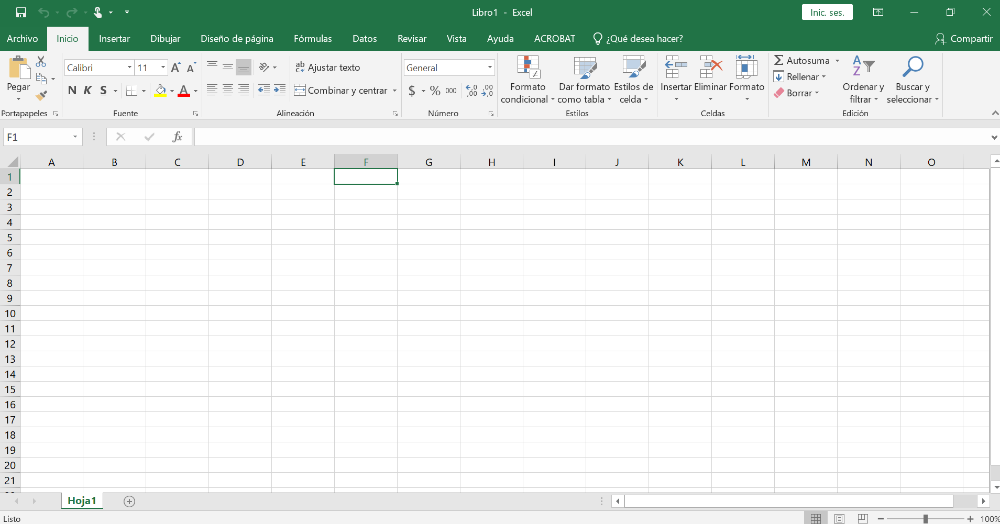 Libro1 - Excel
Inic. ses.
Archivo Inicio Insertar Dibujar Diseño de página Fórmulas Datos Revisar Vista Ayuda ACROBAT ¿Qué desea hacer? Compartir
Pegar
Portapapeles
Calibri 11 A A
N K S A
Fuente
ab
c
Ajustar texto
Combinar y centrar
Alineación
General
$ % 000 ,0 ,00 ,00 ,0
Número
Formato condicional
Dar formato como tabla
Estilos de celda
Estilos
Insertar Eliminar Formato
Celdas
Σ Autosuma
Rellenar
Borrar
A
Z
Ordenar y filtrar
Buscar y seleccionar
Edición
F1 fx
A B C D E F G H I J K L M N O
1
2
3
4
5
6
7
8
9
10
11
12
13
14
15
16
17
18
19
20
21
Hoja1
Listo 100%